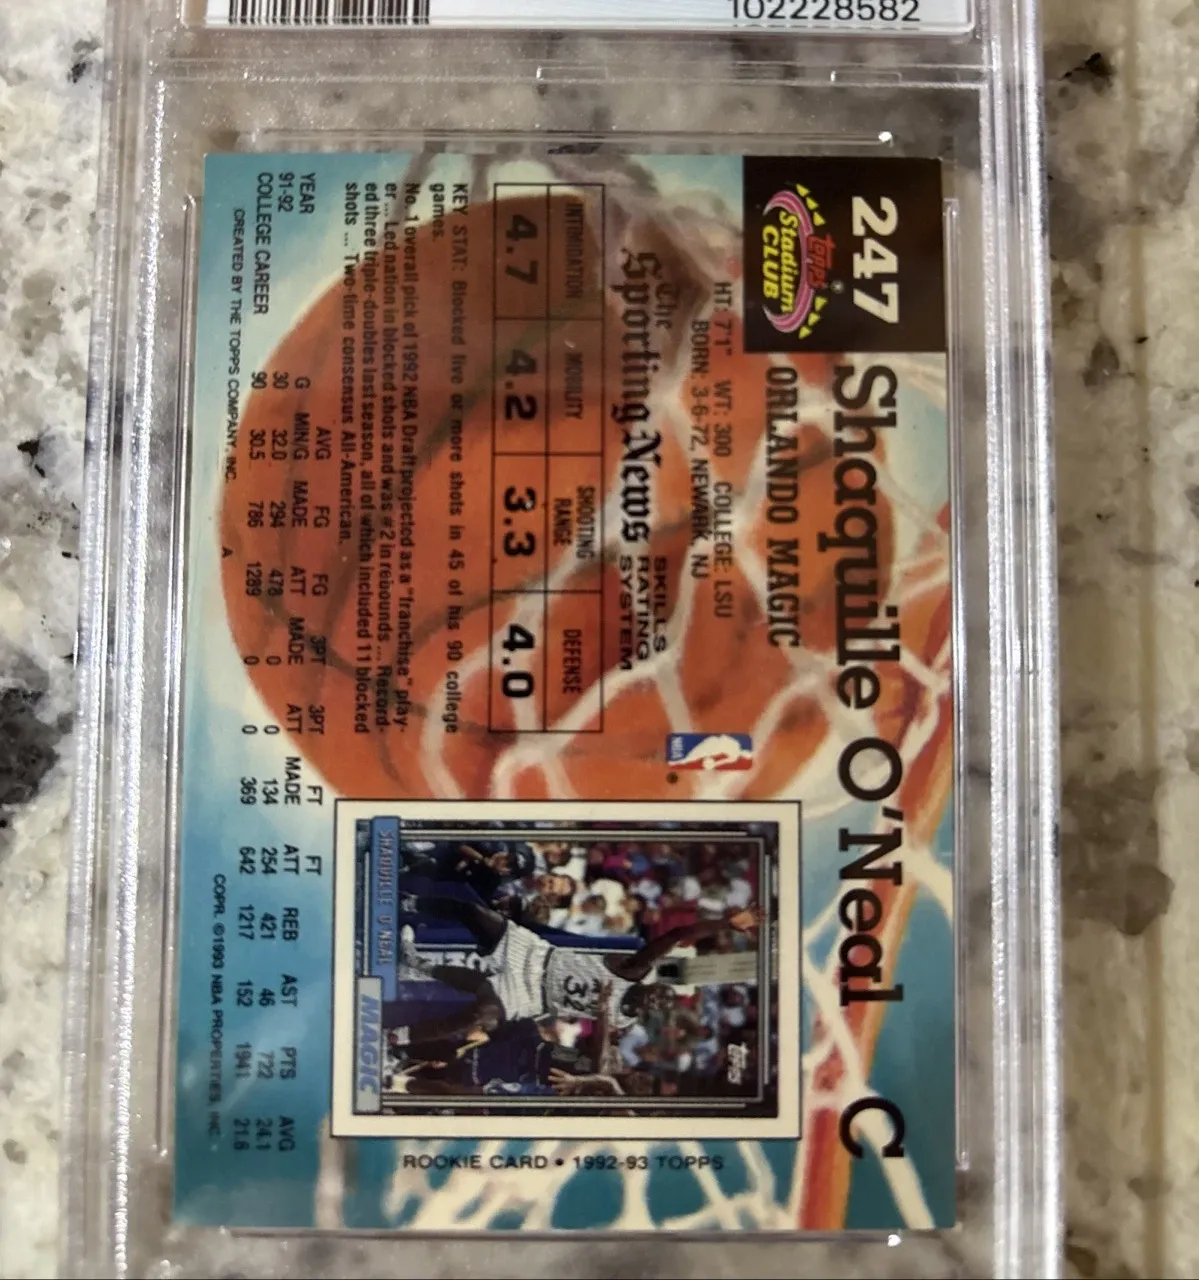 102228582
247 Shaquille O'Neal C
topps
Stadium
CLUB
ORLANDO MAGIC
HT: 7'1" WT: 300 COLLEGE: LSU
BORN: 3-6-72, NEWARK, NJ
NBA
The
Sporting News
SKILLS
RATING
SYSTEM
INTIMIDATION MOBILITY SHOOTING RANGE DEFENSE
4.7 4.2 3.3 4.0
KEY STAT: Blocked five or more shots in 45 of his 90 college
games.
No. 1 overall pick of 1992 NBA Draft projected as a "franchise" play-
er ... Led nation in blocked shots and was #2 in rebounds ... Record-
ed three triple-doubles last season, all of which included 11 blocked
shots ... Two-time consensus All-American.
AVG FG FG 3PT 3PT FT FT
YEAR G MIN/G MADE ATT MADE ATT MADE ATT REB AST PTS AVG
91-92 30 32.0 294 478 0 0 134 254 421 46 722 24.1
COLLEGE CAREER 90 30.5 786 1289 0 0 369 642 1217 152 1941 21.6
CREATED BY THE TOPPS COMPANY, INC. A COPR. ©1993 NBA PROPERTIES, INC.
topps
32
SHAQUILLE O'NEAL
MAGIC
ROOKIE CARD • 1992-93 TOPPS